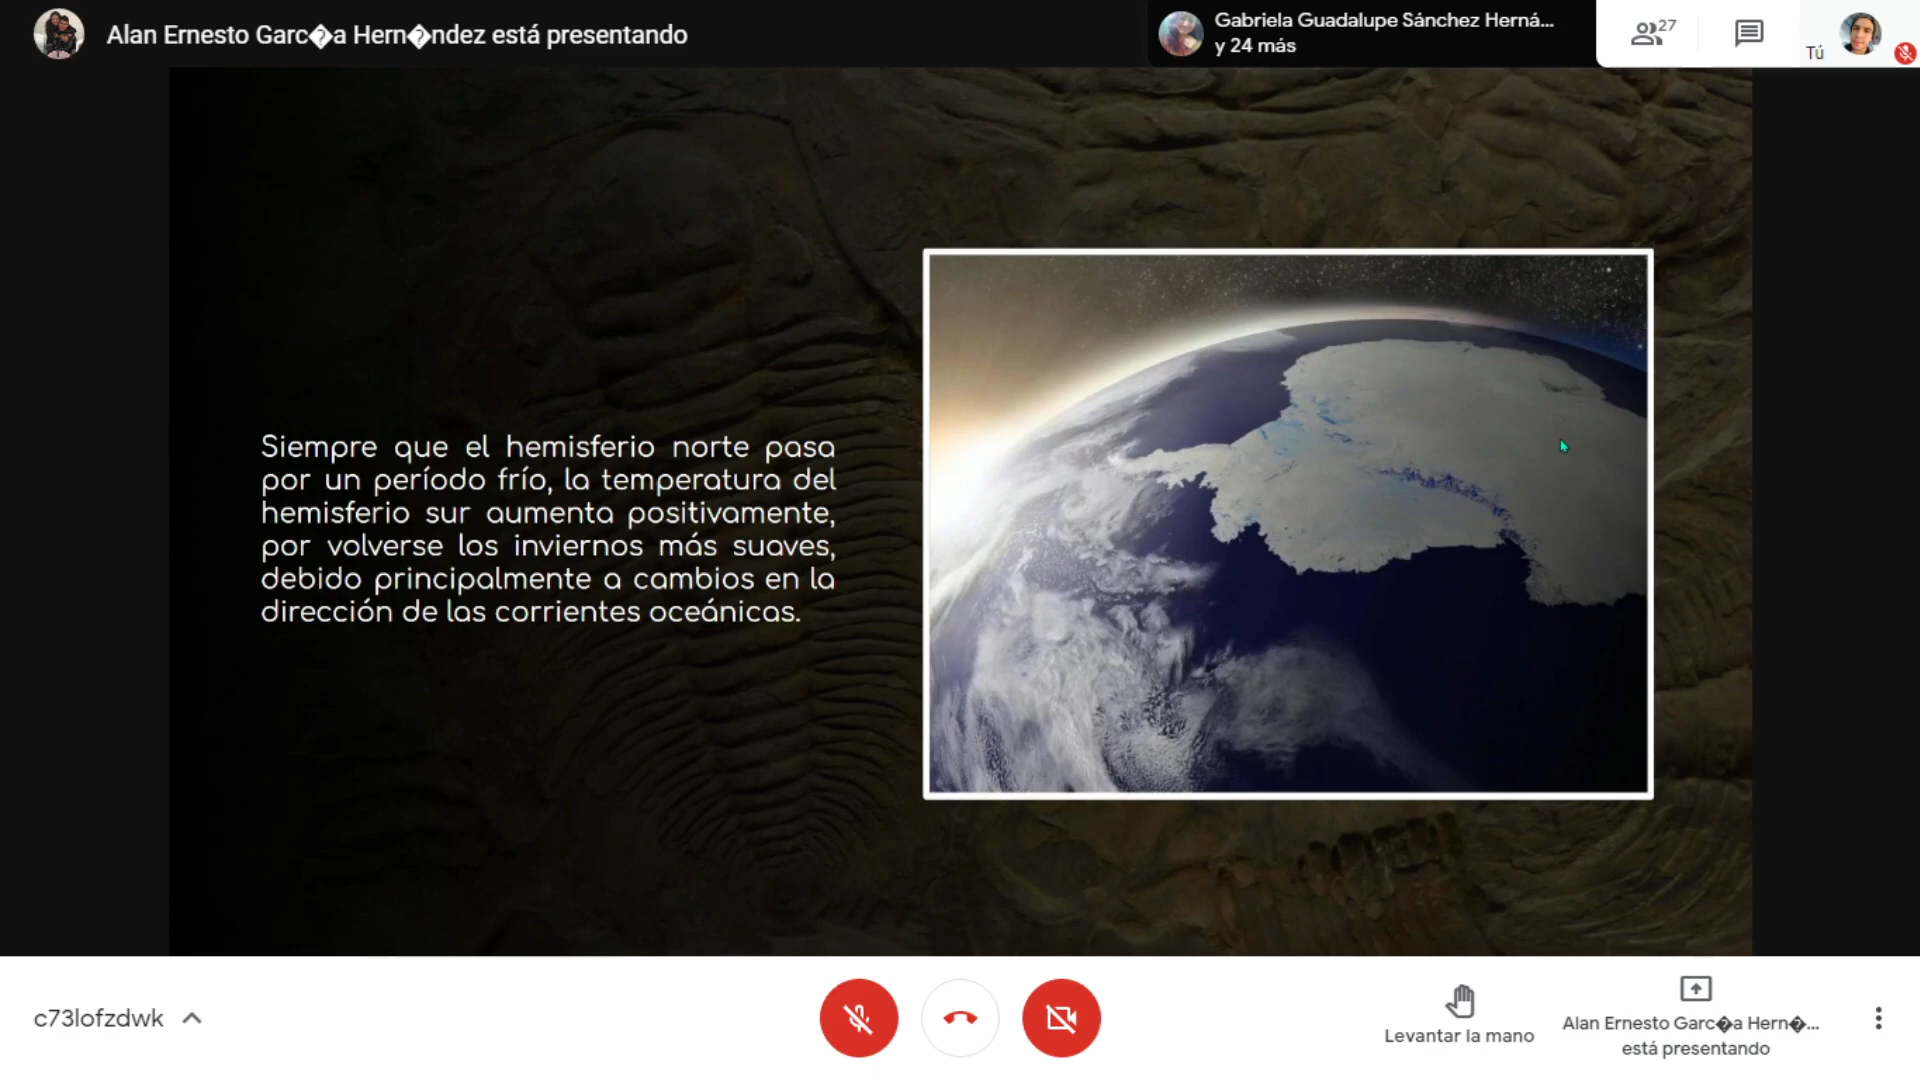 Alan Ernesto Garc�a Hern�ndez está presentando
Gabriela Guadalupe Sánchez Herná...
y 24 más
27
Tú
Siempre que el hemisferio norte pasa
por un período frío, la temperatura del
hemisferio sur aumenta positivamente,
por volverse los inviernos más suaves,
debido principalmente a cambios en la
dirección de las corrientes oceánicas.
c73lofzdwk
Levantar la mano
Alan Ernesto Garc�a Hern�...
está presentando